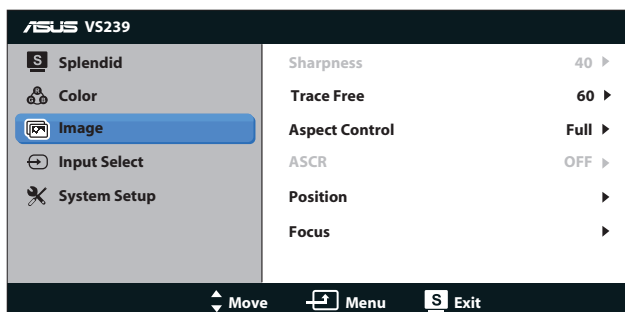 ASUS VS239
S Splendid
Color
Image
Input Select
System Setup
Sharpness 40
Trace Free 60
Aspect Control Full
ASCR OFF
Position
Focus
Move Menu S Exit